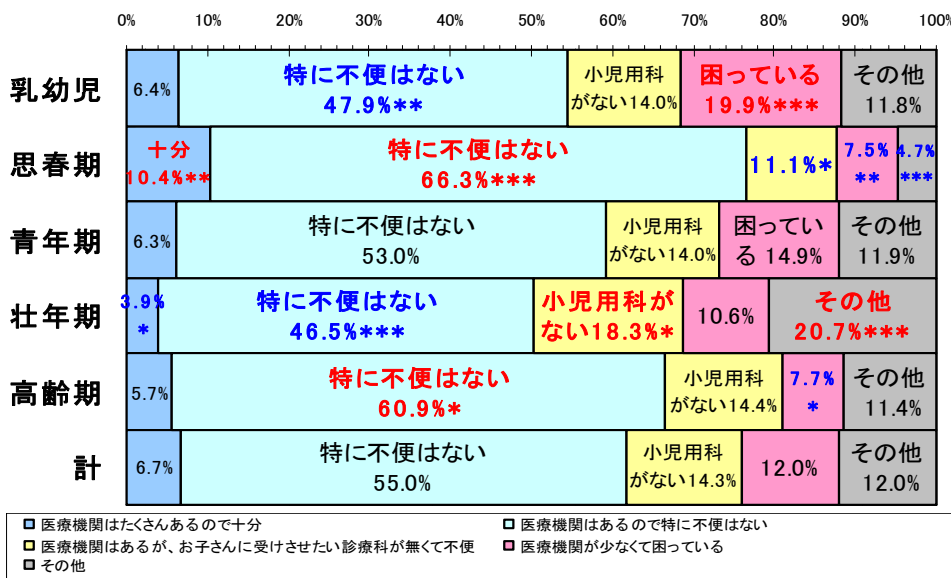 0% 10% 20% 30% 40% 50% 60% 70% 80% 90% 100%
乳幼児
6.4%
特に不便はない
47.9%**
小児用科
がない14.0%
困っている
19.9%***
その他
11.8%
思春期
十分
10.4%**
特に不便はない
66.3%***
11.1%*
7.5%
**
4.7%
***
青年期
6.3%
特に不便はない
53.0%
小児用科
がない14.0%
困ってい
る 14.9%
その他
11.9%
壮年期
3.9%
*
特に不便はない
46.5%***
小児用科が
ない18.3%*
10.6%
その他
20.7%***
高齢期
5.7%
特に不便はない
60.9%*
小児用科
がない14.4%
7.7%
*
その他
11.4%
計
6.7%
特に不便はない
55.0%
小児用科
がない14.3%
12.0%
その他
12.0%
医療機関はたくさんあるので十分
医療機関はあるので特に不便はない
医療機関はあるが、お子さんに受けさせたい診療科が無くて不便
医療機関が少なくて困っている
その他